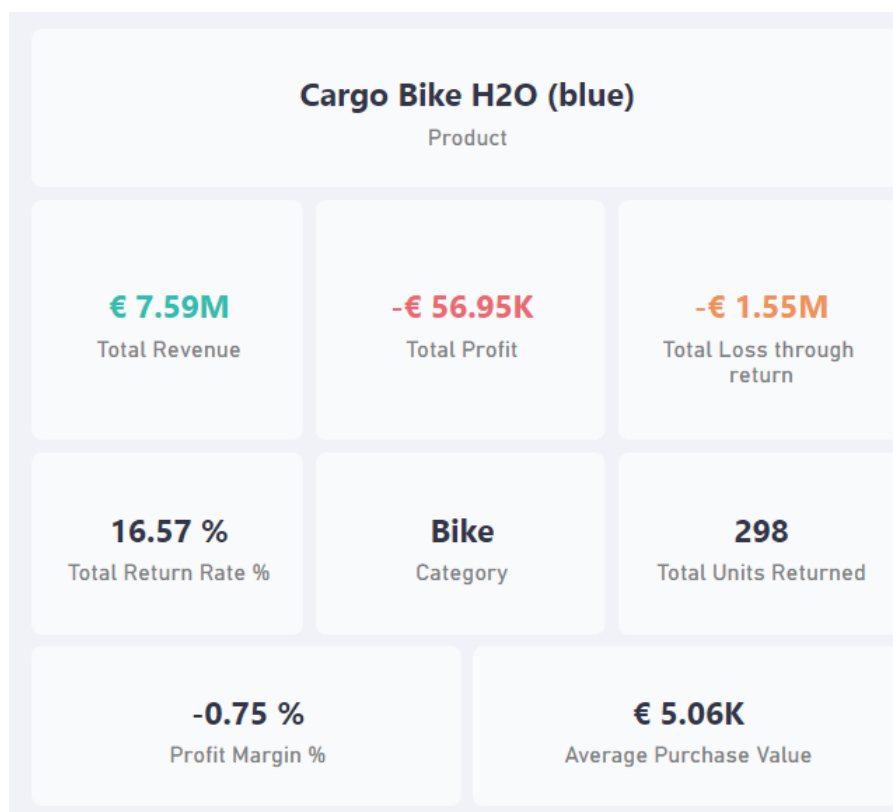 Cargo Bike H2O (blue)
Product
€ 7.59M
Total Revenue
-€ 56.95K
Total Profit
-€ 1.55M
Total Loss through
return
16.57 %
Total Return Rate %
Bike
Category
298
Total Units Returned
-0.75 %
Profit Margin %
€ 5.06K
Average Purchase Value